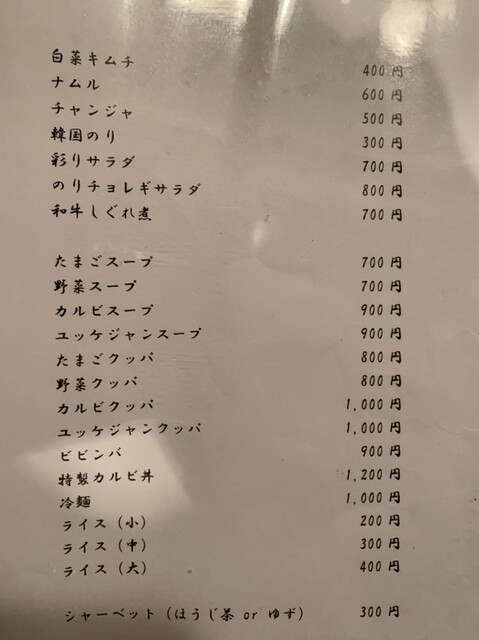 白菜キムチ 400円
ナムル 600円
チャンジャ 500円
韓国のり 300円
彩りサラダ 700円
のりチョレギサラダ 800円
和牛しぐれ煮 700円
たまごスープ 700円
野菜スープ 700円
カルビスープ 900円
ユッケジャンスープ 900円
たまごクッパ 800円
野菜クッパ 800円
カルビクッパ 1,000円
ユッケジャンクッパ 1,000円
ビビンバ 900円
特製カルビ丼 1,200円
冷麺 1,000円
ライス（小） 200円
ライス（中） 300円
ライス（大） 400円
シャーベット（ほうじ茶 or ゆず） 300円